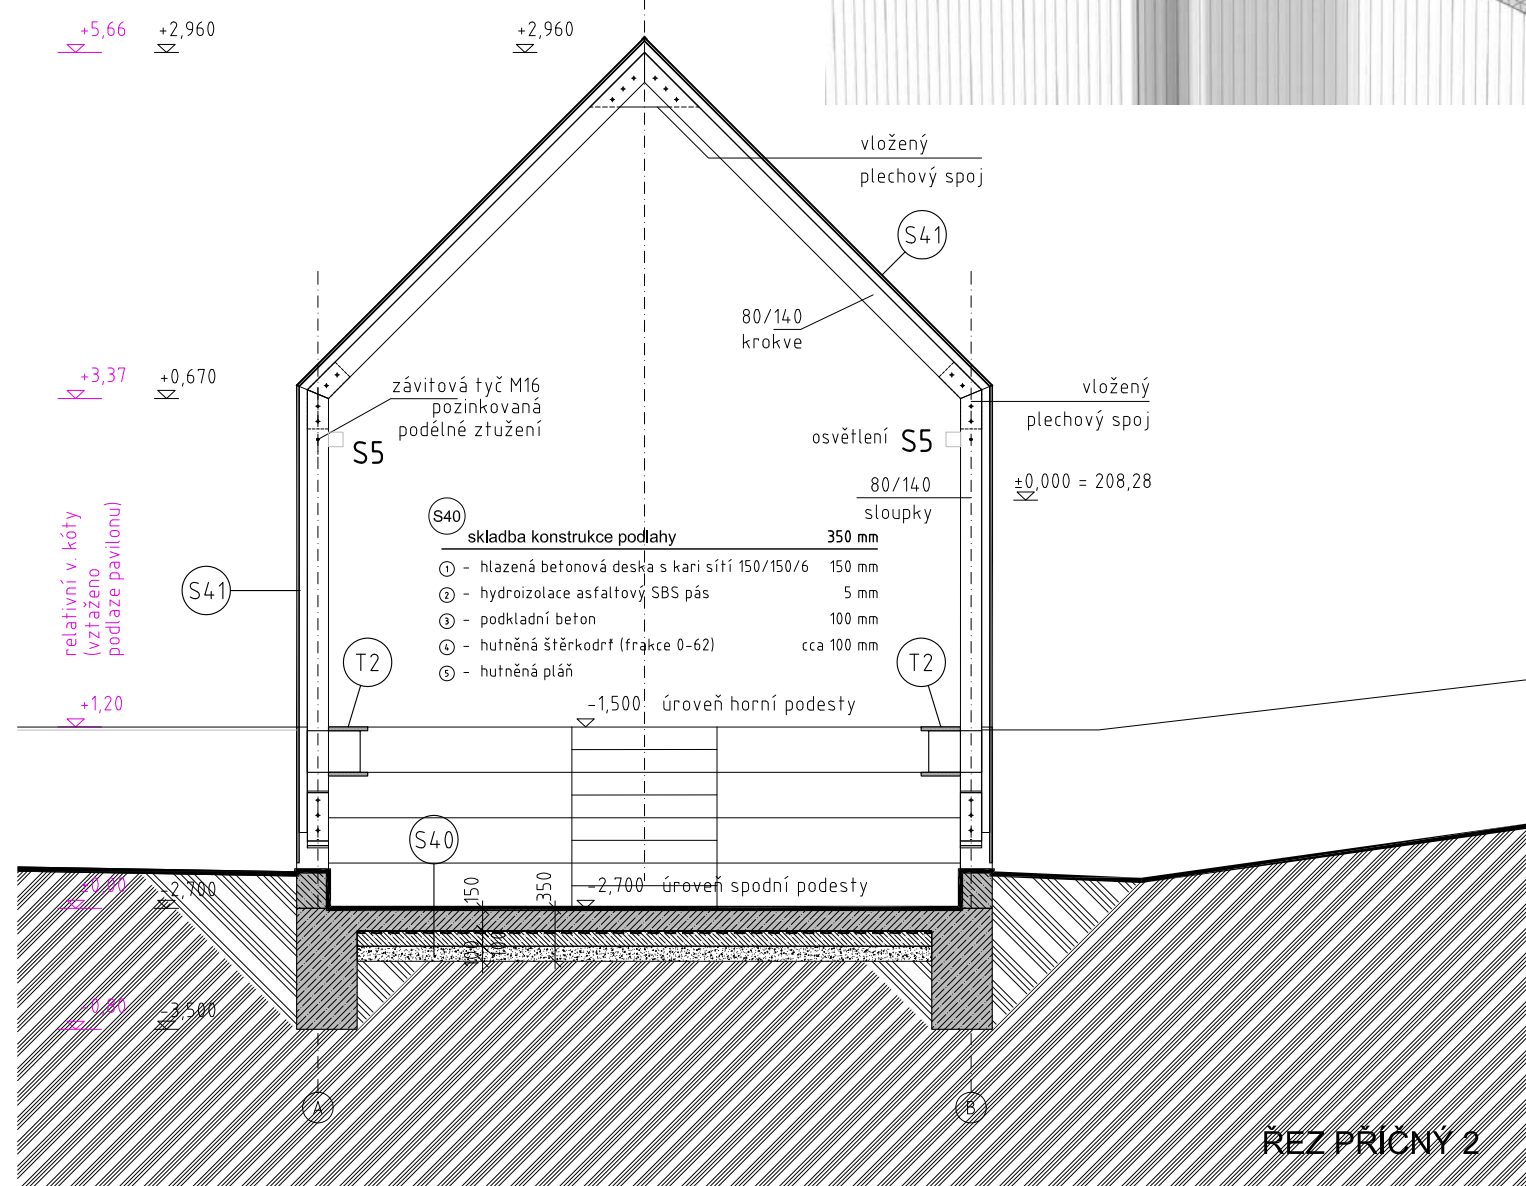 +5,66
+2,960
+2,960
vložený
plechový spoj
S41
80/140
krokve
+3,37
+0,670
závitová tyč M16
pozinkovaná
podélné ztužení
vložený
plechový spoj
S5
osvětlení S5
80/140
sloupky
±0,000 = 208,28
relativní v. kóty
(vztaženo
podlaze pavilonu)
S40
skladba konstrukce podlahy 350 mm
1 - hlazená betonová deska s kari sítí 150/150/6 150 mm
2 - hydroizolace asfaltový SBS pás 5 mm
3 - podkladní beton 100 mm
4 - hutněná štěrkodrť (frakce 0-62) cca 100 mm
5 - hutněná pláň
S41
T2
T2
+1,20
-1,500 úroveň horní podesty
S40
±0,00
-2,700
150
350
-2,700 úroveň spodní podesty
100
100
-0,80
-3,500
A
B
ŘEZ PŘÍČNÝ 2